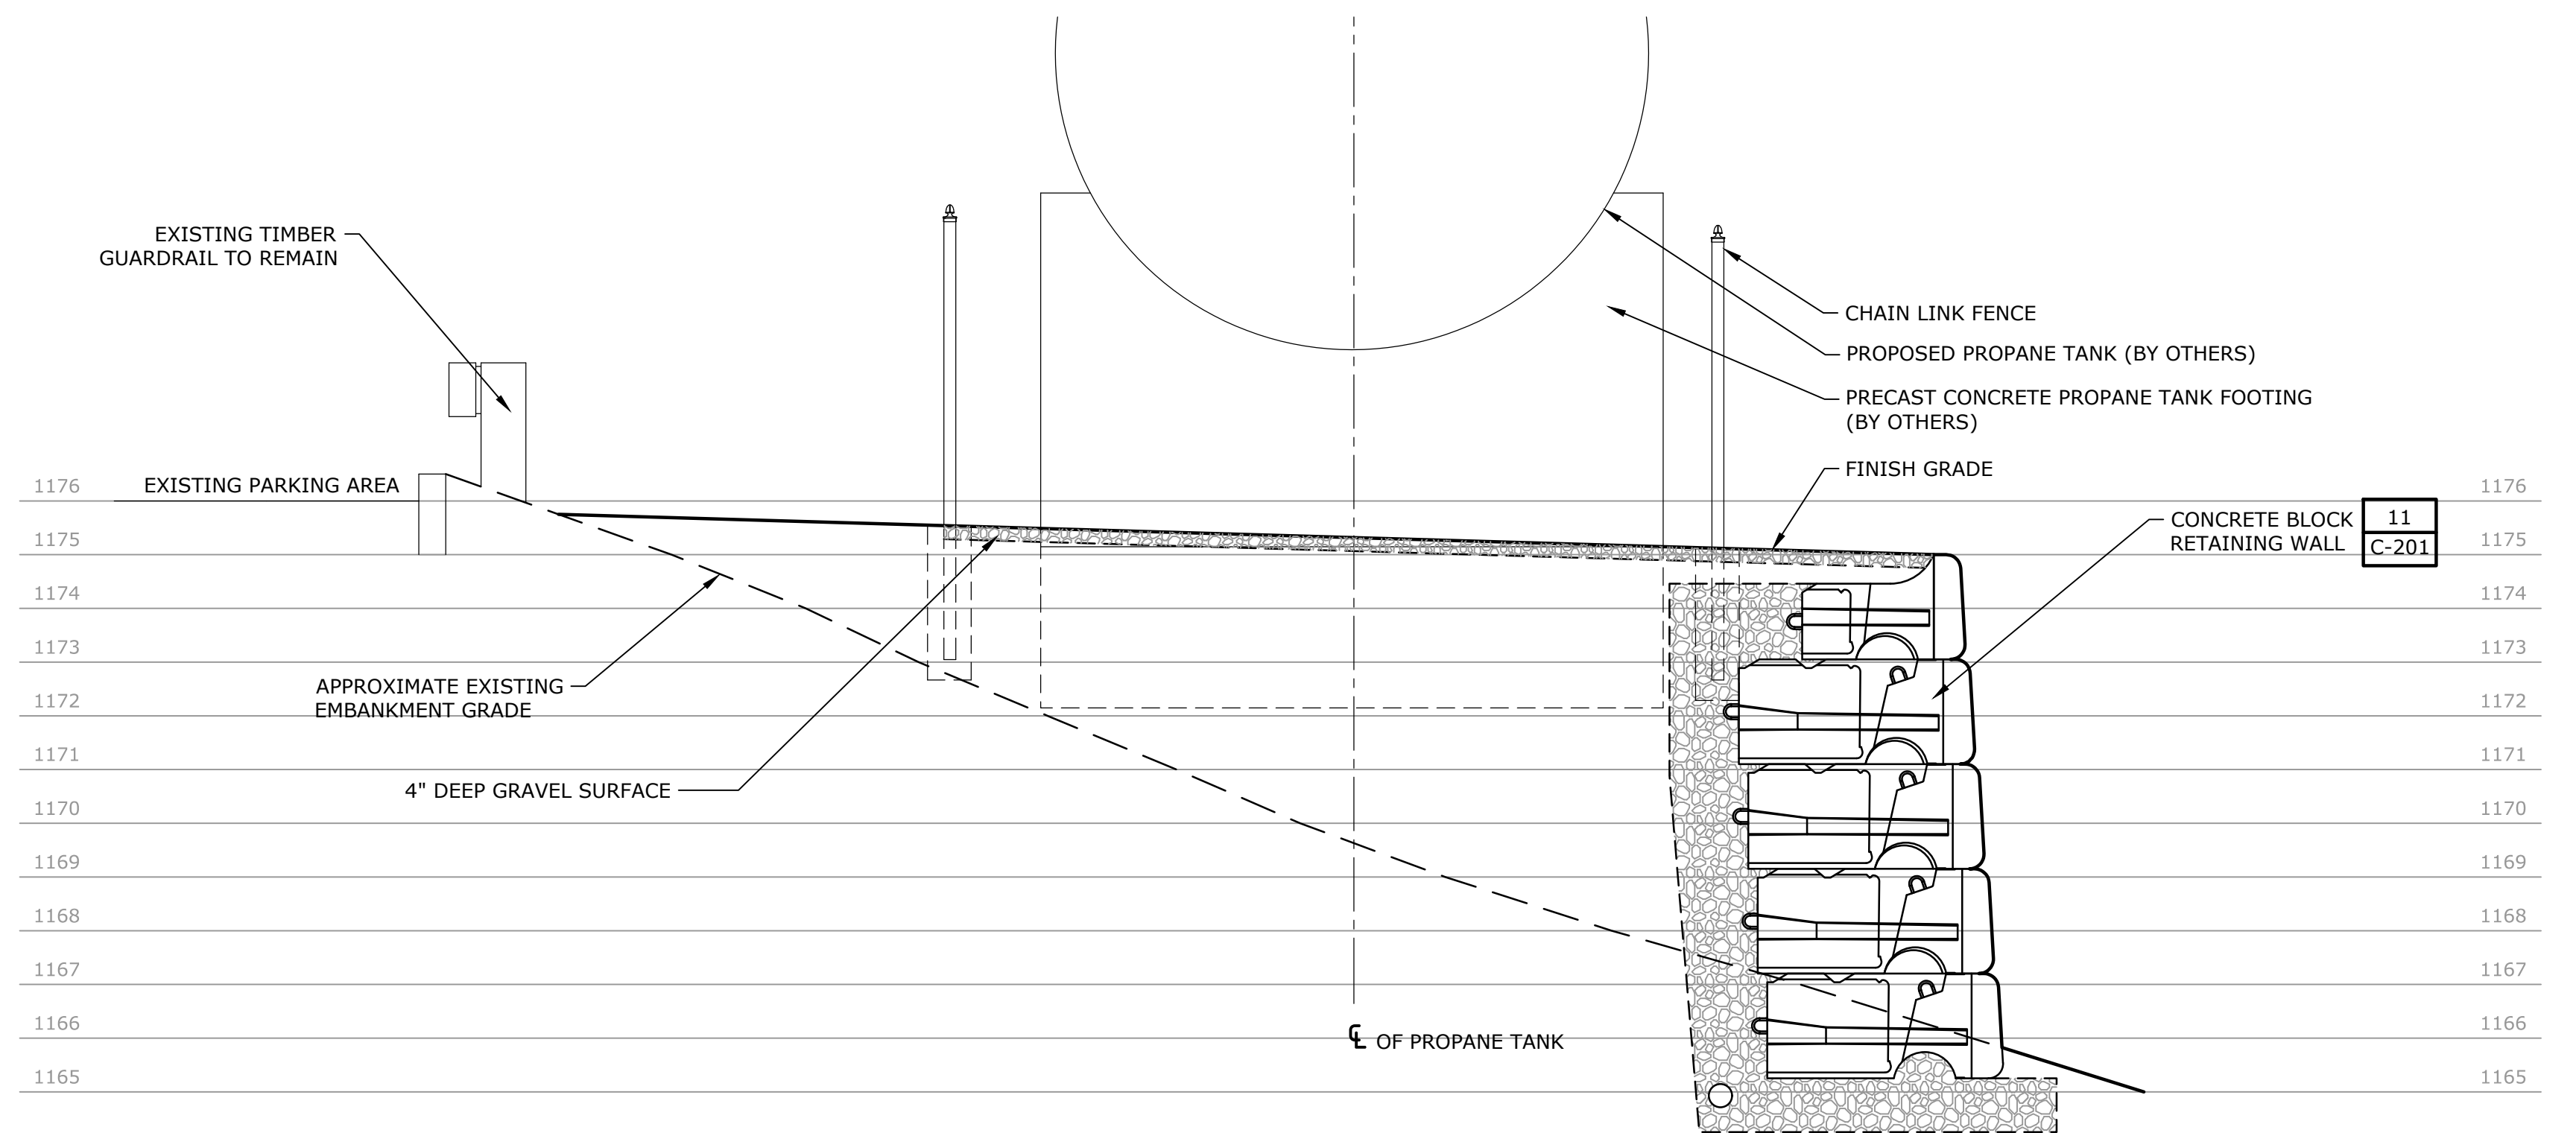 EXISTING TIMBER
GUARDRAIL TO REMAIN
CHAIN LINK FENCE
PROPOSED PROPANE TANK (BY OTHERS)
PRECAST CONCRETE PROPANE TANK FOOTING
(BY OTHERS)
FINISH GRADE
1176
EXISTING PARKING AREA
1176
CONCRETE BLOCK
RETAINING WALL
11
C-201
1175
1175
1174
1174
1173
1173
APPROXIMATE EXISTING
EMBANKMENT GRADE
1172
1172
1171
1171
4" DEEP GRAVEL SURFACE
1170
1170
1169
1169
1168
1168
1167
1167
1166
1166
℄ OF PROPANE TANK
1165
1165